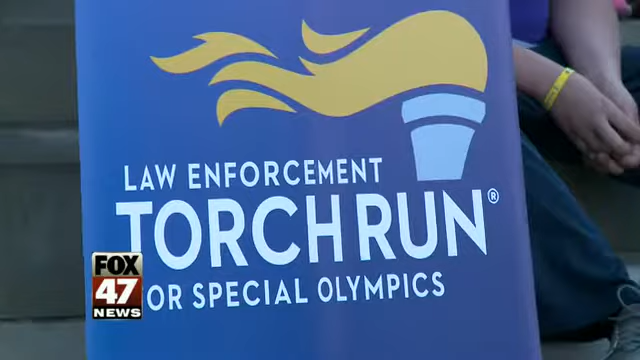 LAW ENFORCEMENT
TORCH RUN®
OR SPECIAL OLYMPICS
FOX
47
NEWS